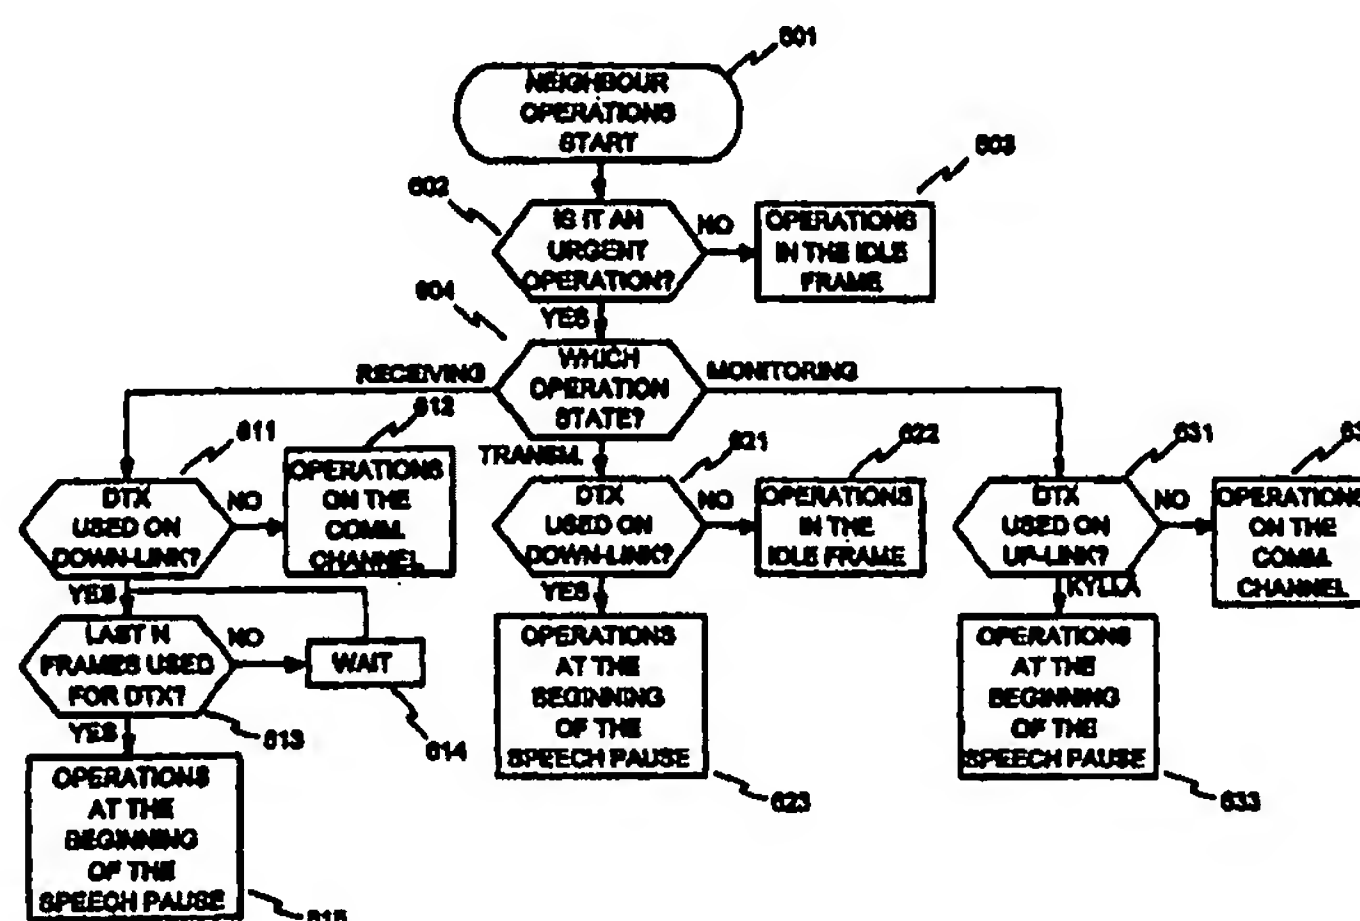 601
NEIGHBOUR
OPERATIONS
START
602
IS IT AN
URGENT
OPERATION?
NO
603
OPERATIONS
IN THE IDLE
FRAME
YES
604
WHICH
OPERATION
STATE?
RECEIVING
TRANSM.
MONITORING
611
DTX
USED ON
DOWN-LINK?
NO
612
OPERATIONS
ON THE
COMM.
CHANNEL
YES
LAST N
FRAMES USED
FOR DTX?
613
NO
WAIT
614
YES
OPERATIONS
AT THE
BEGINNING
OF THE
SPEECH PAUSE
615
621
DTX
USED ON
DOWN-LINK?
NO
622
OPERATIONS
IN THE
IDLE FRAME
YES
OPERATIONS
AT THE
BEGINNING
OF THE
SPEECH PAUSE
623
631
DTX
USED ON
UP-LINK?
NO
OPERATIONS
ON THE
COMM.
CHANNEL
KYLLA
OPERATIONS
AT THE
BEGINNING
OF THE
SPEECH PAUSE
633